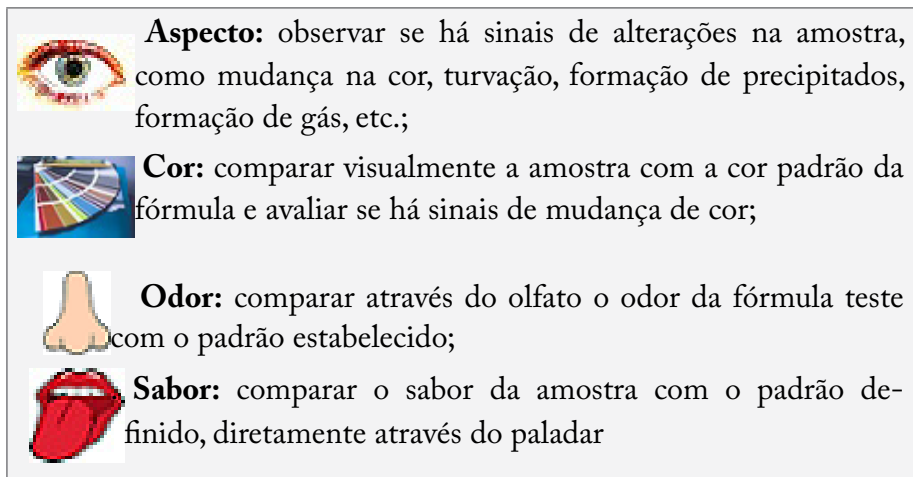 Aspecto: observar se há sinais de alterações na amostra,
como mudança na cor, turvação, formação de precipitados,
formação de gás, etc.;
Cor: comparar visualmente a amostra com a cor padrão da
fórmula e avaliar se há sinais de mudança de cor;
Odor: comparar através do olfato o odor da fórmula teste
com o padrão estabelecido;
Sabor: comparar o sabor da amostra com o padrão de-
finido, diretamente através do paladar